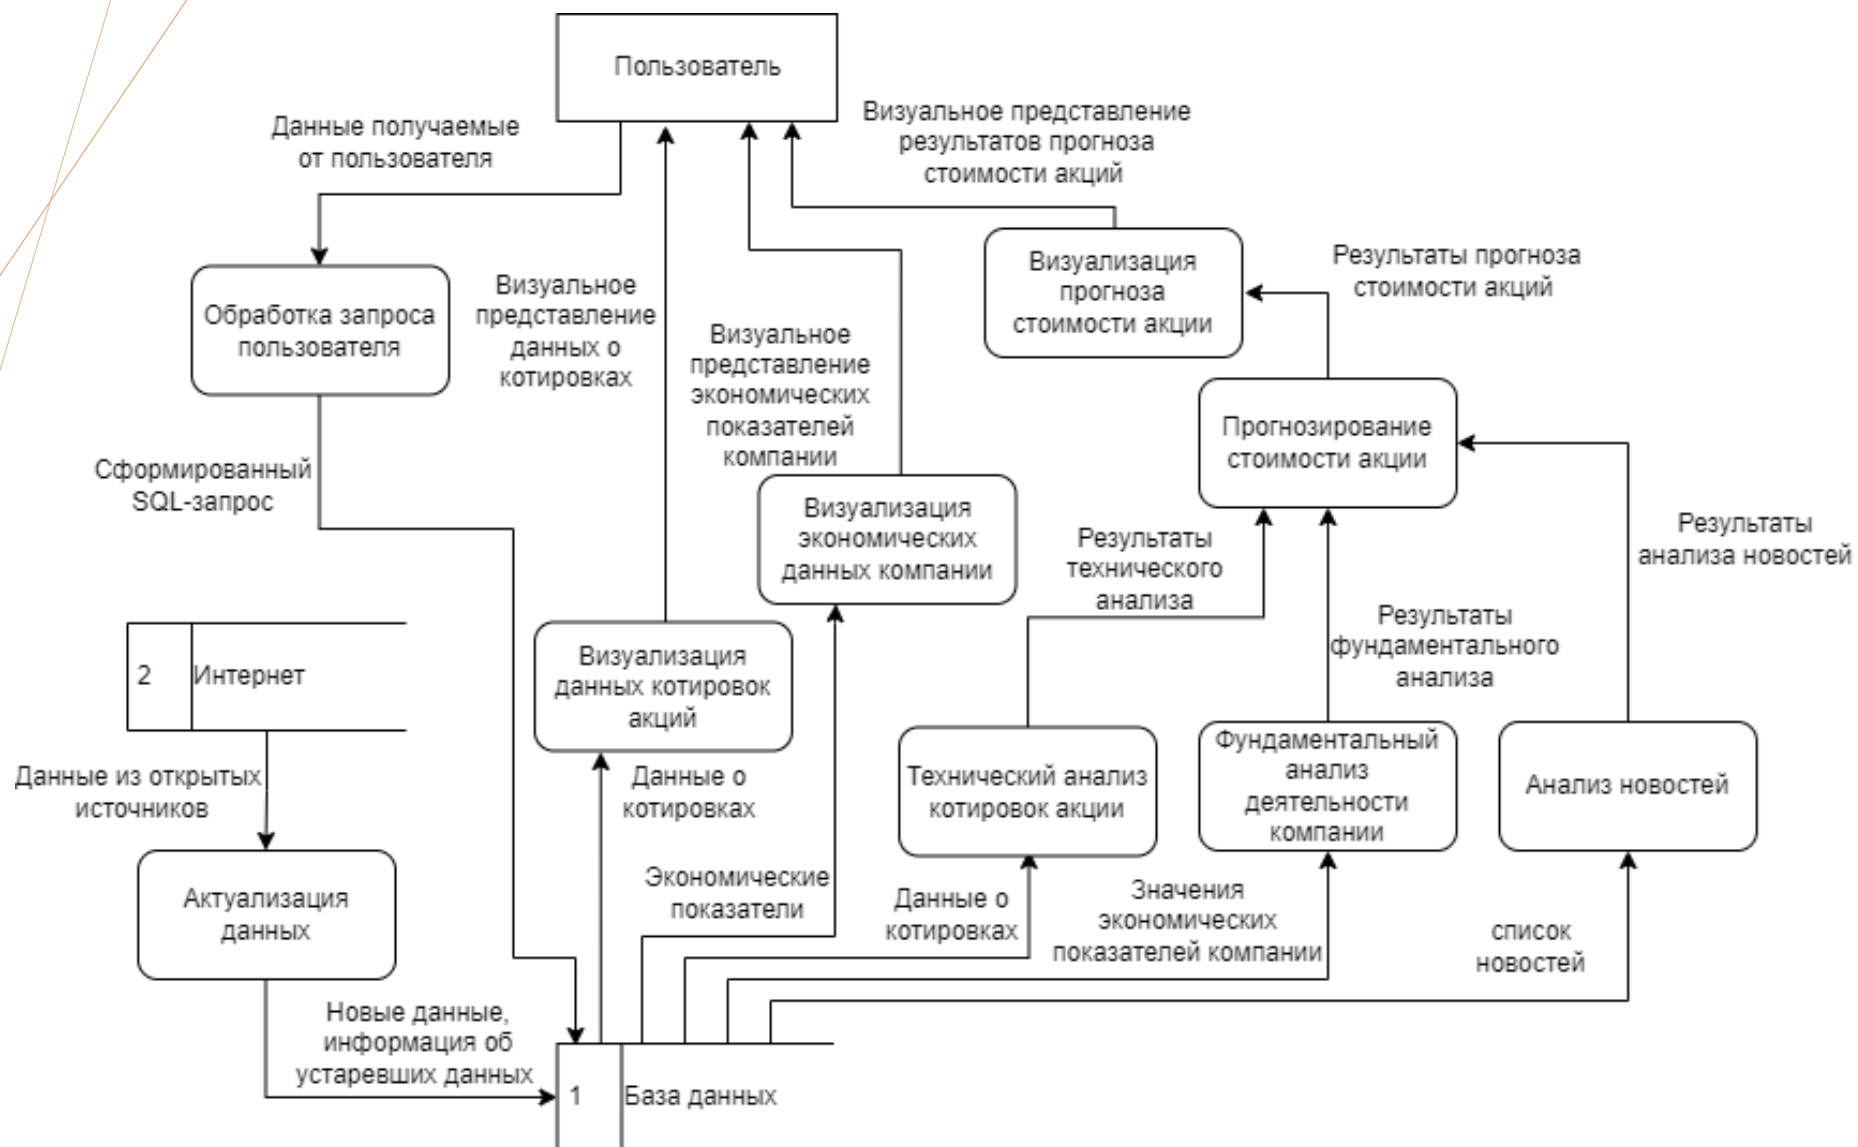 Пользователь
Данные получаемые
от пользователя
Визуальное представление
результатов прогноза
стоимости акций
Обработка запроса
пользователя
Визуальное
представление
данных о
котировках
Визуальное
представление
экономических
показателей
компании
Визуализация
прогноза
стоимости акции
Результаты прогноза
стоимости акций
Прогнозирование
стоимости акции
Сформированный
SQL-запрос
Визуализация
экономических
данных компании
Результаты
технического
анализа
Результаты
фундаментального
анализа
Результаты
анализа новостей
2
Интернет
Визуализация
данных котировок
акций
Данные из открытых
источников
Данные о
котировках
Технический анализ
котировок акции
Фундаментальный
анализ
деятельности
компании
Анализ новостей
Актуализация
данных
Экономические
показатели
Данные о
котировках
Значения
экономических
показателей компании
список
новостей
Новые данные,
информация об
устаревших данных
1
База данных